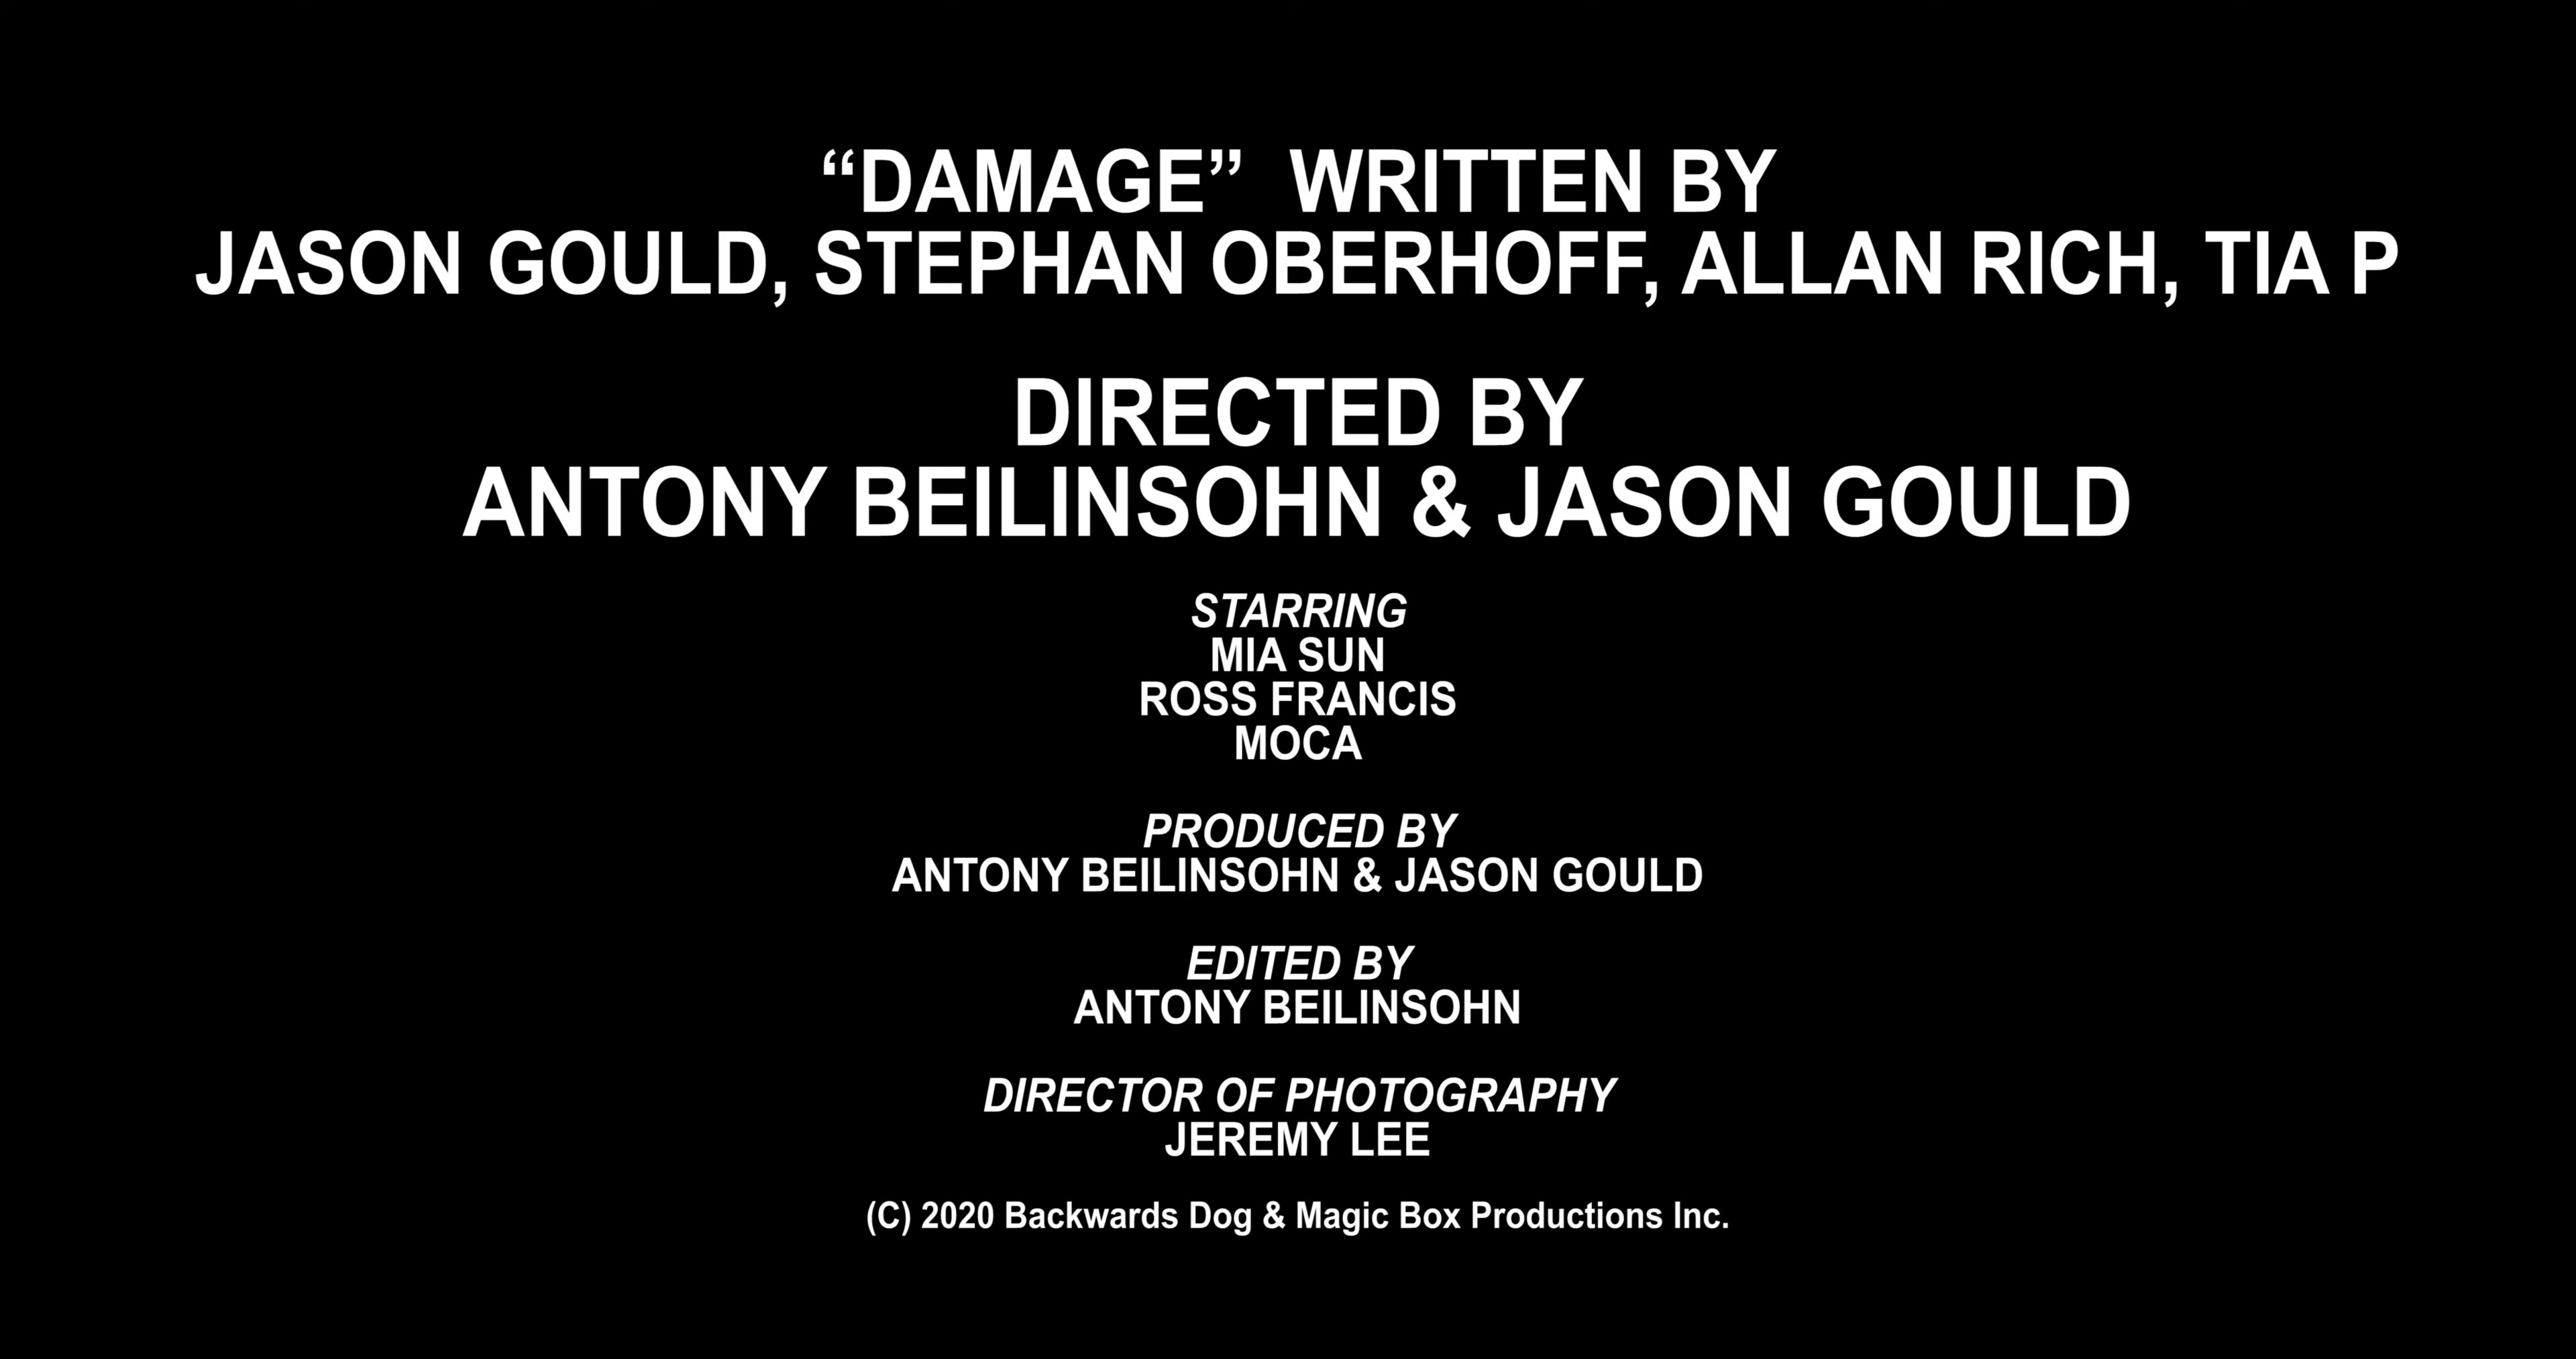 “DAMAGE”  WRITTEN BY
JASON GOULD, STEPHAN OBERHOFF, ALLAN RICH, TIA P
DIRECTED BY
ANTONY BEILINSOHN & JASON GOULD
STARRING
MIA SUN
ROSS FRANCIS
MOCA
PRODUCED BY
ANTONY BEILINSOHN & JASON GOULD
EDITED BY
ANTONY BEILINSOHN
DIRECTOR OF PHOTOGRAPHY
JEREMY LEE
(C) 2020 Backwards Dog & Magic Box Productions Inc.